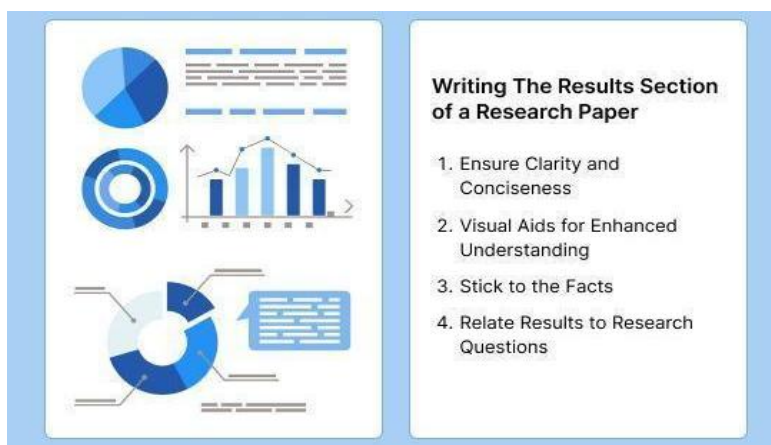 Writing The Results Section
of a Research Paper
1. Ensure Clarity and
Conciseness
2. Visual Aids for Enhanced
Understanding
3. Stick to the Facts
4. Relate Results to Research
Questions